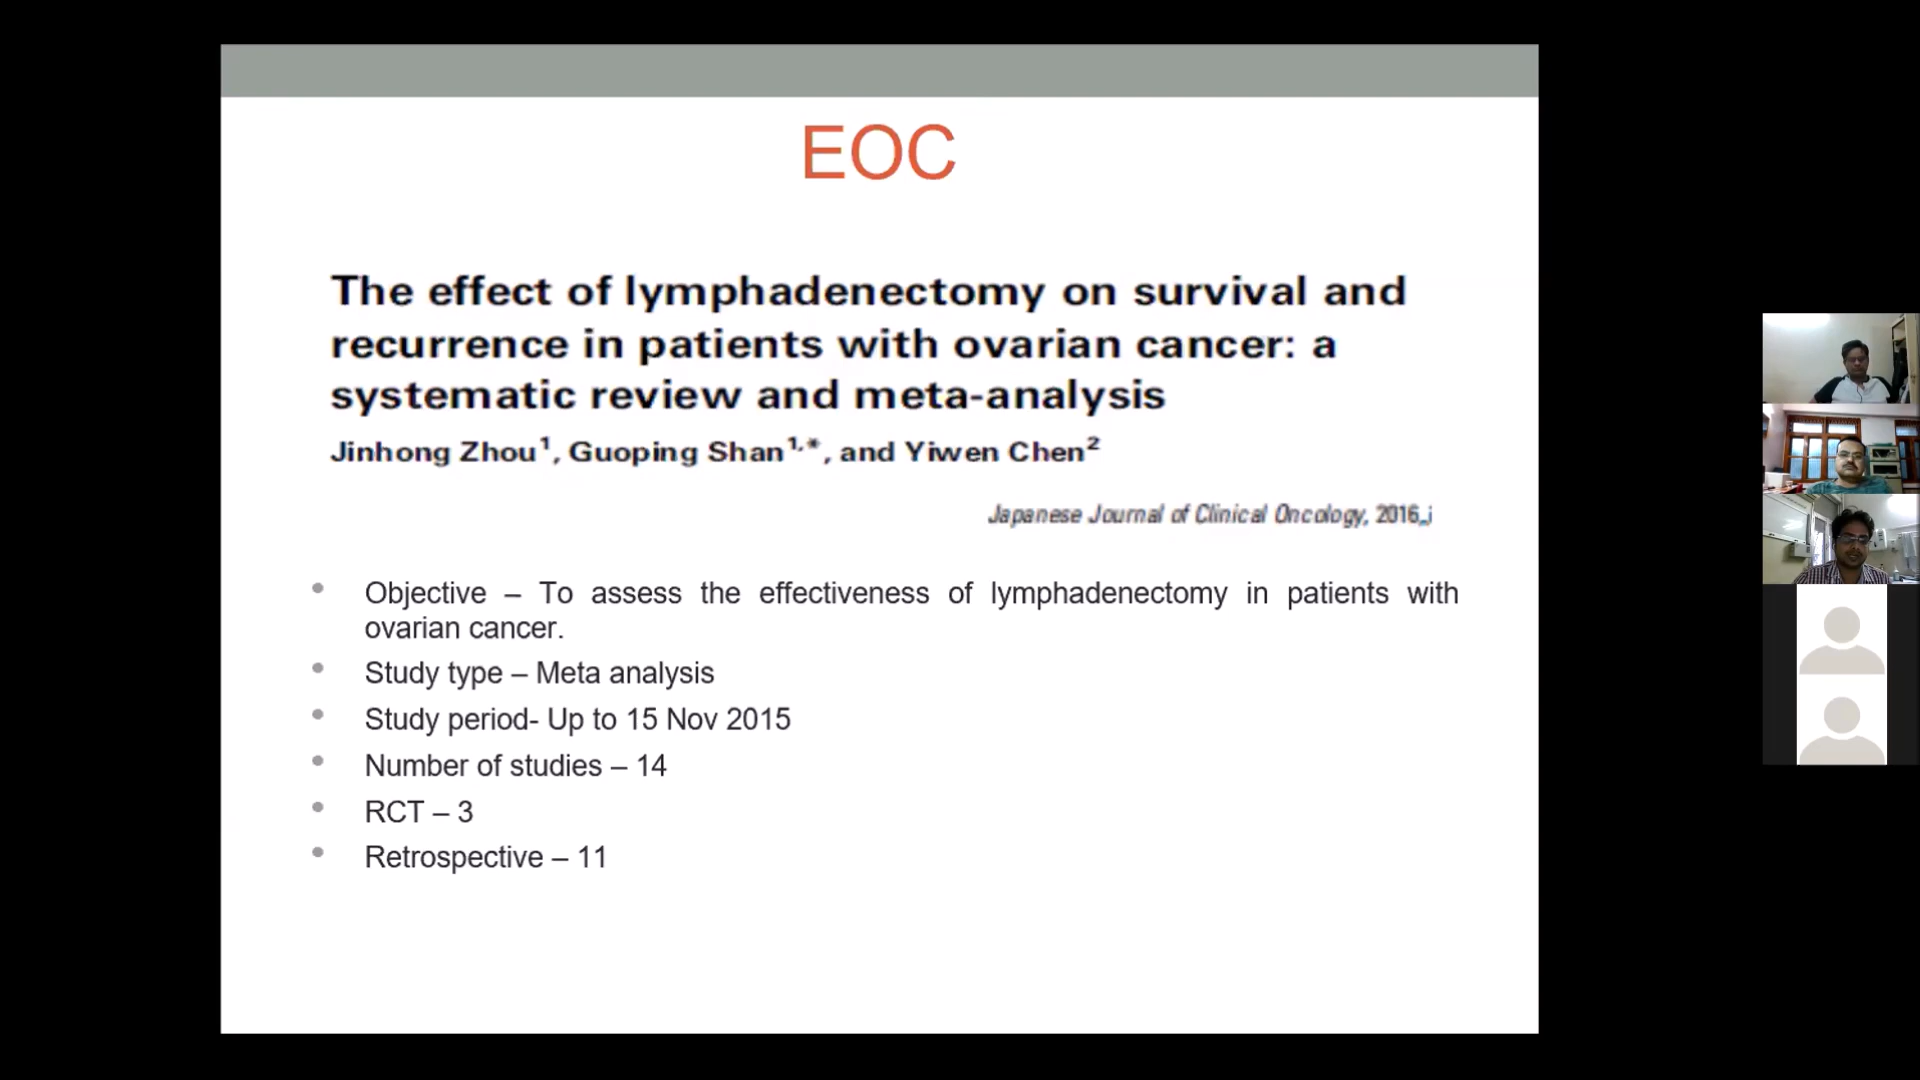 EOC
The effect of lymphadenectomy on survival and
recurrence in patients with ovarian cancer: a
systematic review and meta-analysis
Jinhong Zhou¹, Guoping Shan¹,*, and Yiwen Chen²
Japanese Journal of Clinical Oncology, 2016,
• Objective – To assess the effectiveness of lymphadenectomy in patients with
ovarian cancer.
• Study type – Meta analysis
• Study period- Up to 15 Nov 2015
• Number of studies – 14
• RCT – 3
• Retrospective – 11